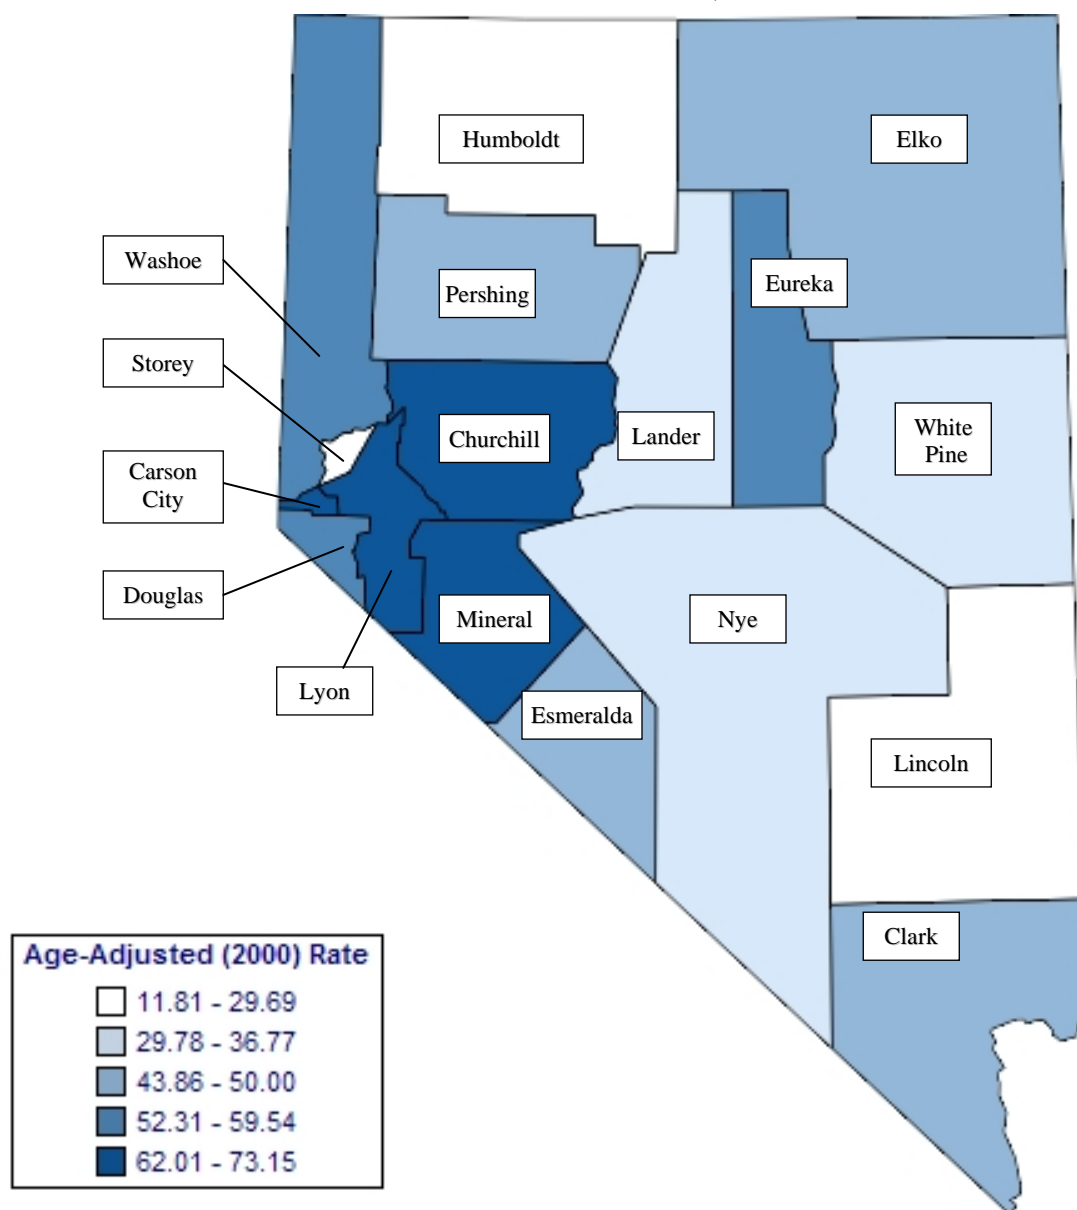 Humboldt
Elko
Washoe
Pershing
Eureka
Storey
Churchill
Lander
White
Pine
Carson
City
Douglas
Mineral
Nye
Lyon
Esmeralda
Lincoln
Clark
Age-Adjusted (2000) Rate
11.81 - 29.69
29.78 - 36.77
43.86 - 50.00
52.31 - 59.54
62.01 - 73.15